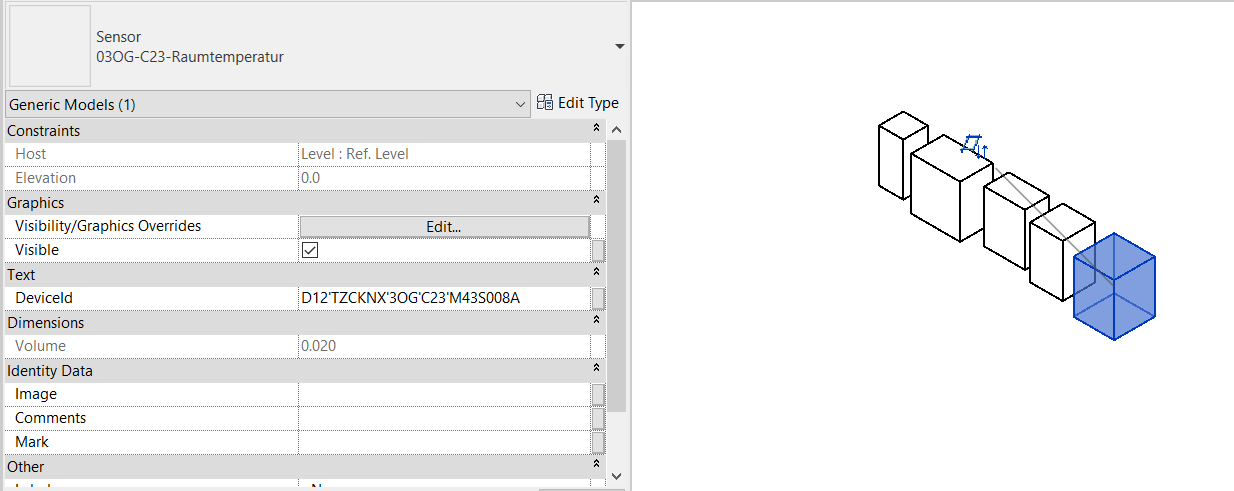 Sensor
03OG-C23-Raumtemperatur
Generic Models (1)
Edit Type
Constraints
Host Level : Ref. Level
Elevation 0.0
Graphics
Visibility/Graphics Overrides Edit...
Visible
Text
DeviceId D12'TZCKNX'3OG'C23'M43S008A
Dimensions
Volume 0.020
Identity Data
Image
Comments
Mark
Other